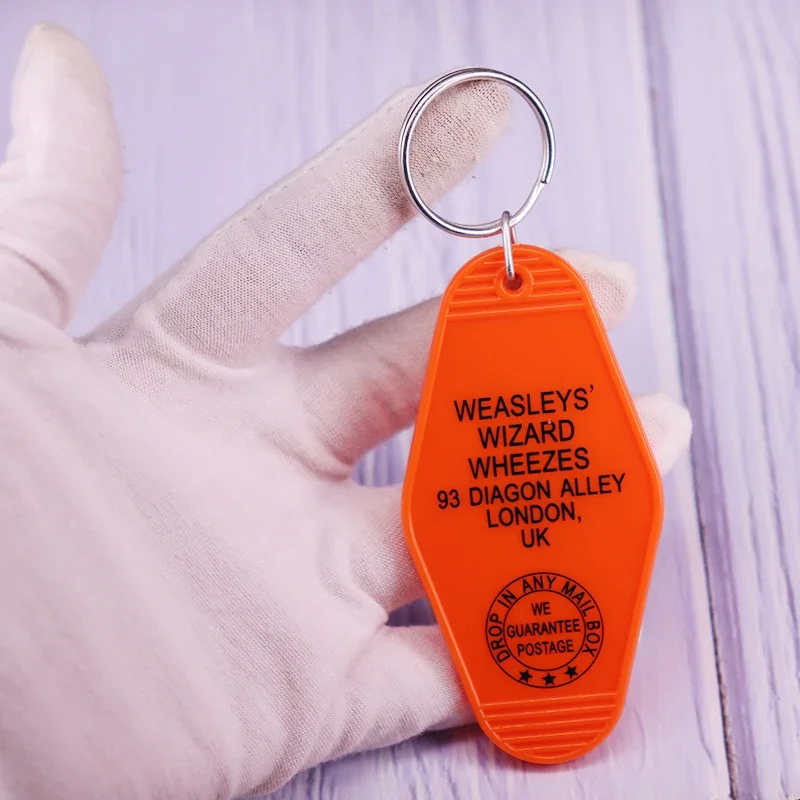 WEASLEYS'
WIZARD
WHEEZES
93 DIAGON ALLEY
LONDON,
UK
DROP IN ANY MAIL BOX
WE
GUARANTEE
POSTAGE